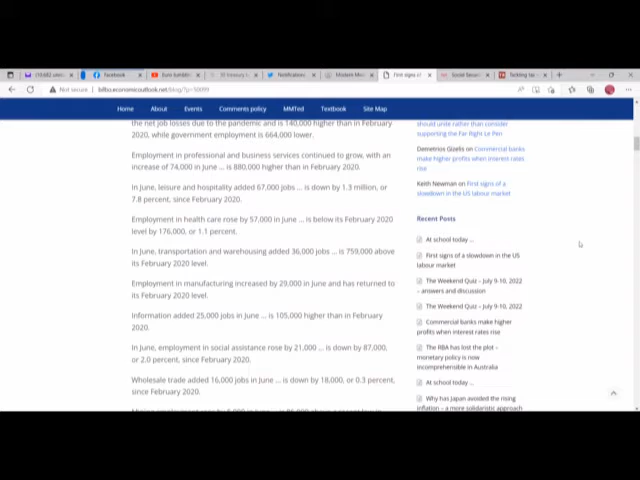 Facebook
Notifications
First signs of
Social Securit
Not secure
bilbo.economicoutlook.net/blog/?p=50099
Home About Events Comments policy MMTed Textbook Site Map
the net job losses due to the pandemic and is 140,000 higher than in February
2020, while government employment is 664,000 lower.
Employment in professional and business services continued to grow, with an
increase of 74,000 in June ... is 880,000 higher than in February 2020.
In June, leisure and hospitality added 67,000 jobs ... is down by 1.3 million, or
7.8 percent, since February 2020.
Employment in health care rose by 57,000 in June ... is below its February 2020
level by 176,000, or 1.1 percent.
In June, transportation and warehousing added 36,000 jobs ... is 759,000 above
its February 2020 level.
Employment in manufacturing increased by 29,000 in June and has returned to
its February 2020 level.
Information added 25,000 jobs in June ... is 105,000 higher than in February
2020.
In June, employment in social assistance rose by 21,000 ... is down by 87,000,
or 2.0 percent, since February 2020.
Wholesale trade added 16,000 jobs in June ... is down by 18,000, or 0.3 percent,
since February 2020.
should unite rather than consider
supporting the Far Right Le Pen
Demetrios Gizelis on Commercial banks
make higher profits when interest rates
rise
Keith Newman on First signs of a
slowdown in the US labour market
Recent Posts
At school today ...
First signs of a slowdown in the US
labour market
The Weekend Quiz – July 9-10, 2022
– answers and discussion
The Weekend Quiz – July 9-10, 2022
Commercial banks make higher
profits when interest rates rise
The RBA has lost the plot –
monetary policy is now
incomprehensible in Australia
At school today ...
Why has Japan avoided the rising
inflation – a more solidaristic approach